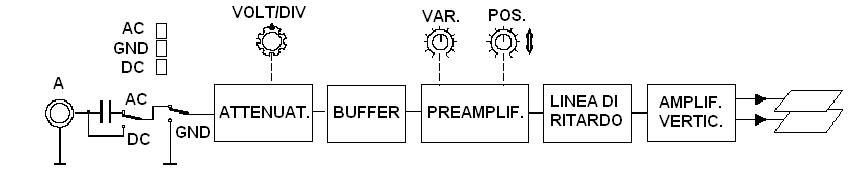 VOLT/DIV
VAR.
POS.
AC
GND
DC
A
AC
DC
GND
ATTENUAT.
BUFFER
PREAMPLIF.
LINEA DI
RITARDO
AMPLIF.
VERTIC.